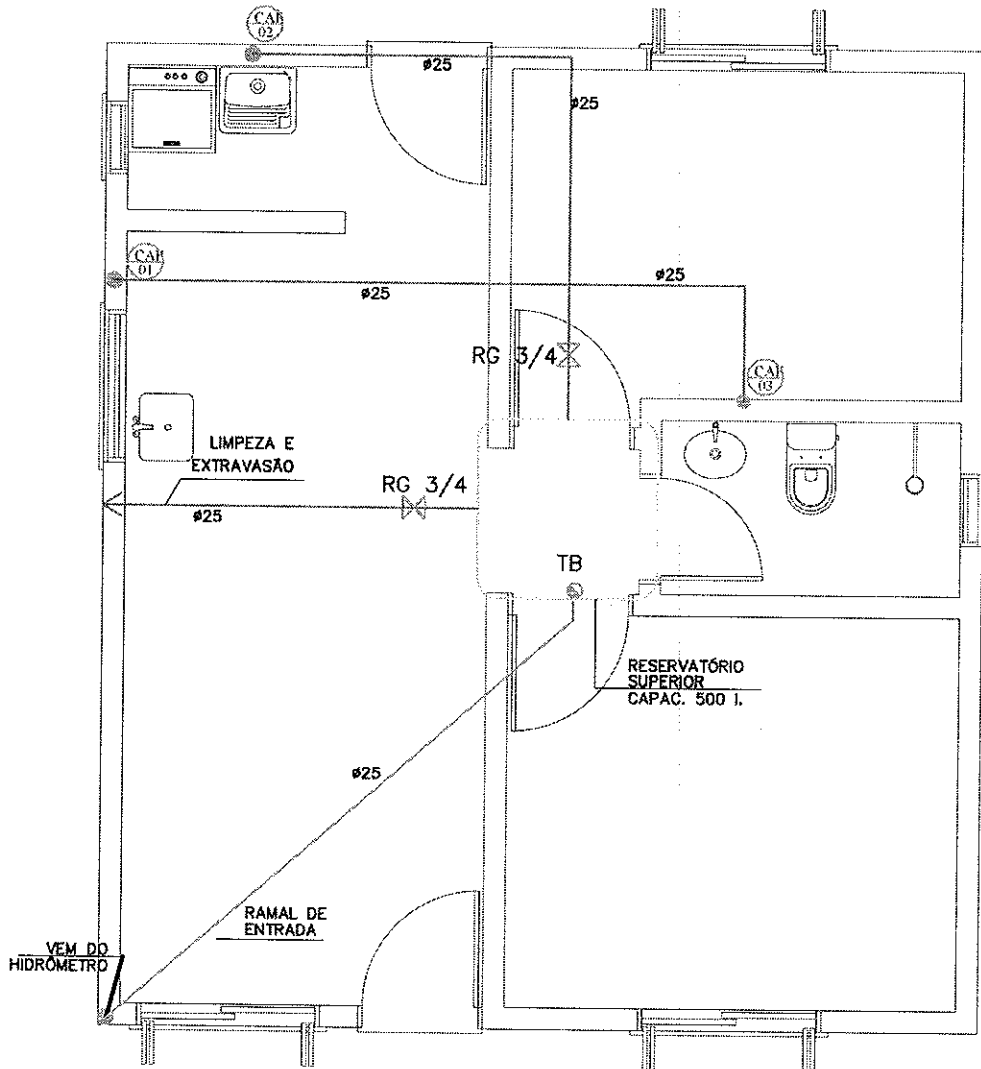 CAF
02
ø25
ø25
CAF
01
ø25
ø25
RG 3/4
CAF
03
LIMPEZA E
EXTRAVASÃO
RG 3/4
ø25
TB
RESERVATÓRIO
SUPERIOR
CAPAC. 500 l.
ø25
RAMAL DE
ENTRADA
VEM DO
HIDRÔMETRO